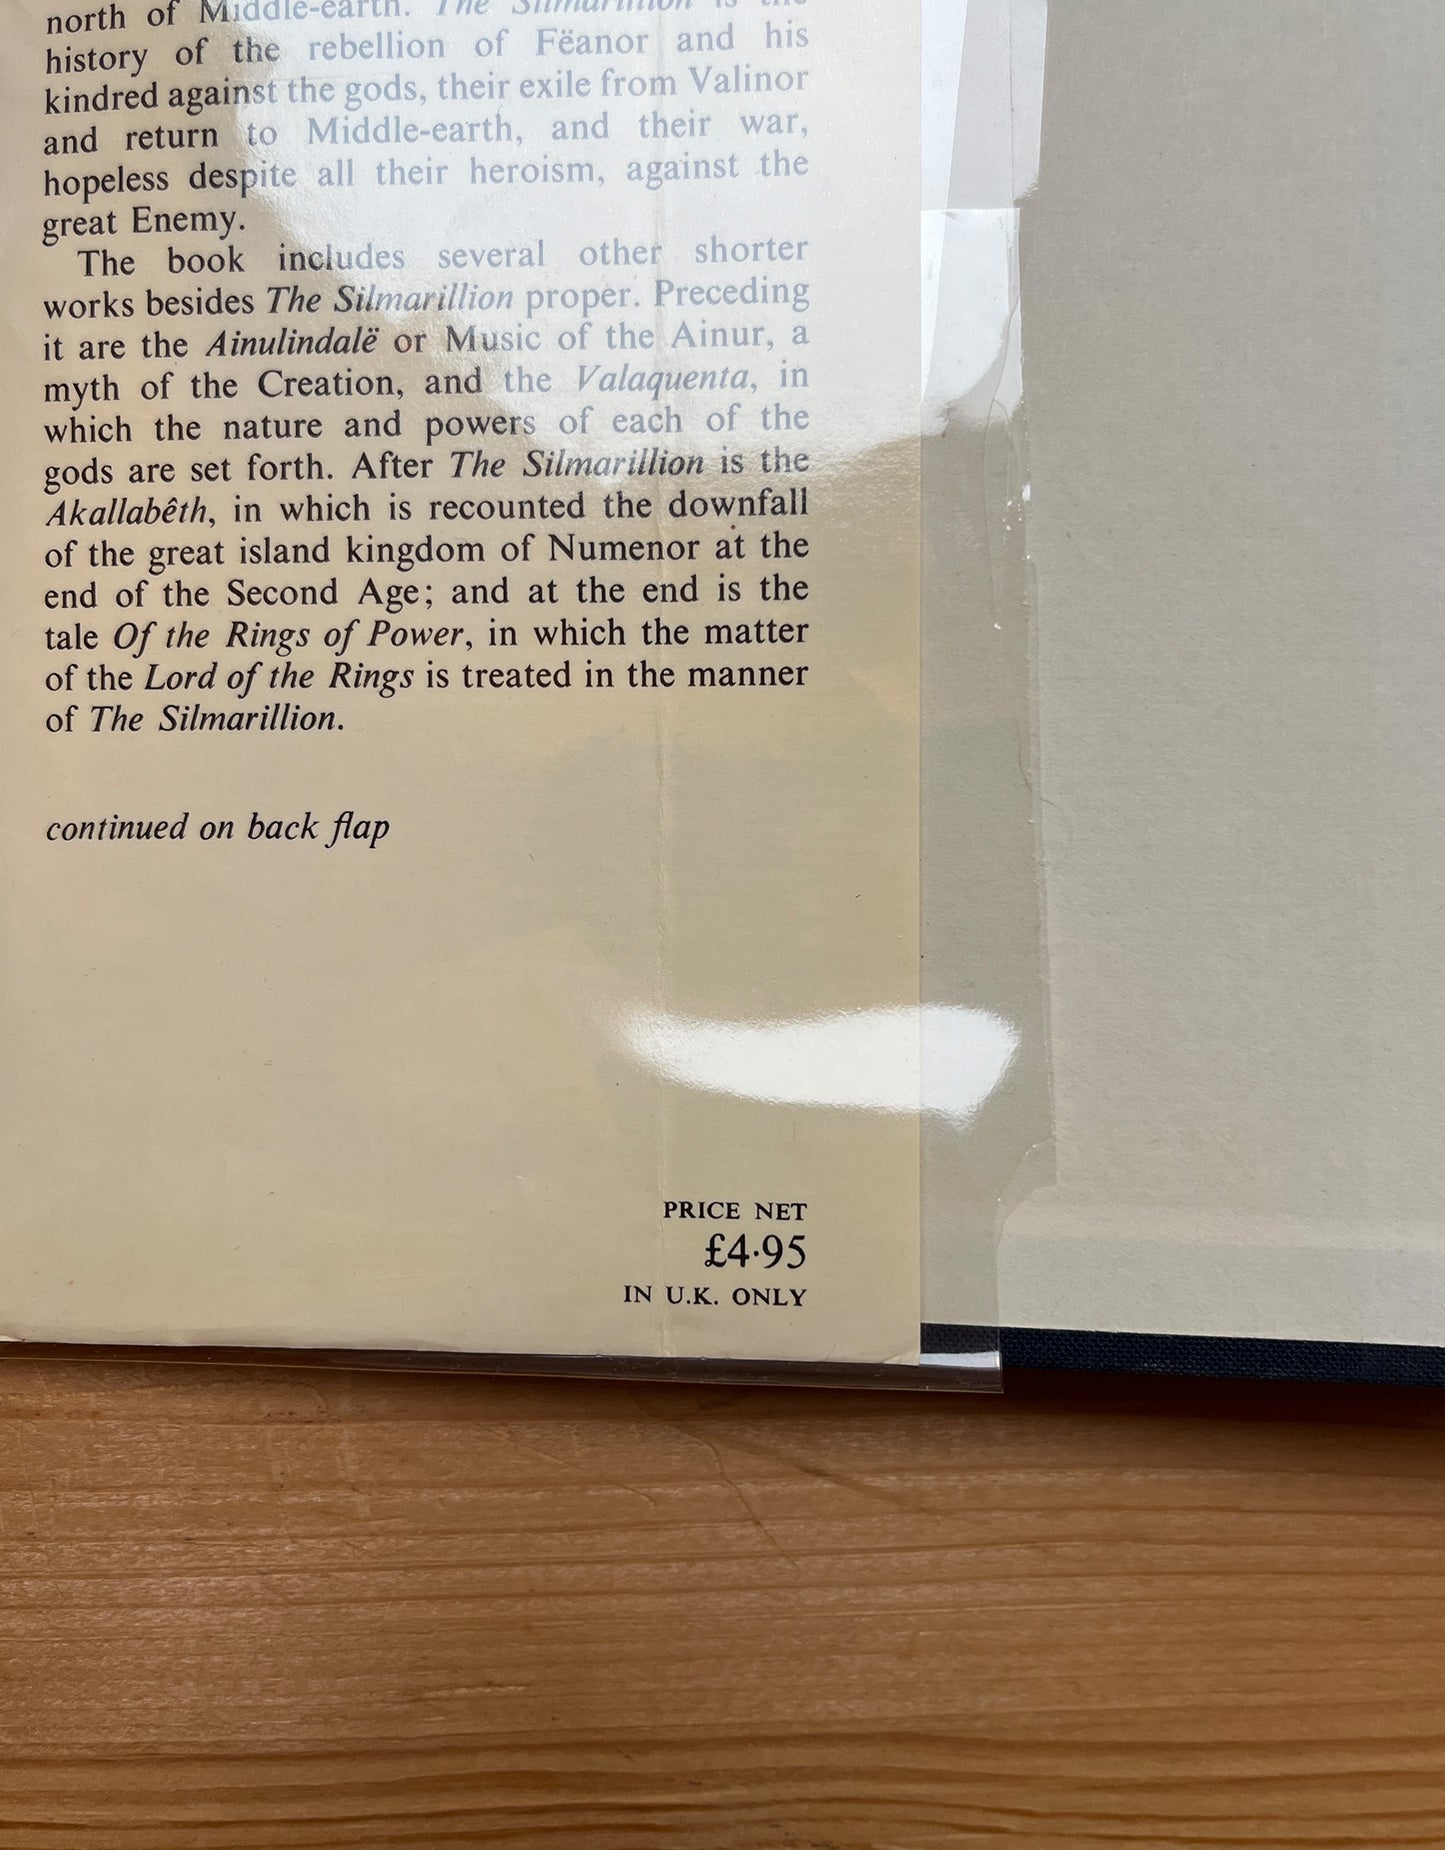 north of Middle-earth. The Silmarillion is the
history of the rebellion of Fëanor and his
kindred against the gods, their exile from Valinor
and return to Middle-earth, and their war,
hopeless despite all their heroism, against the
great Enemy.
The book includes several other shorter
works besides The Silmarillion proper. Preceding
it are the Ainulindalë or Music of the Ainur, a
myth of the Creation, and the Valaquenta, in
which the nature and powers of each of the
gods are set forth. After The Silmarillion is the
Akallabêth, in which is recounted the downfall
of the great island kingdom of Numenor at the
end of the Second Age; and at the end is the
tale Of the Rings of Power, in which the matter
of the Lord of the Rings is treated in the manner
of The Silmarillion.
continued on back flap
PRICE NET
£4·95
IN U.K. ONLY